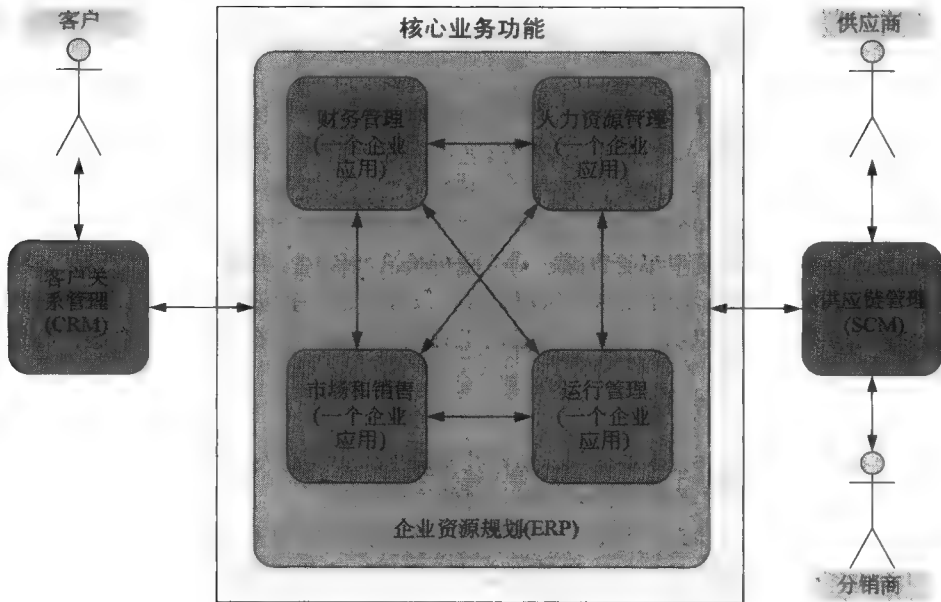 客户
核心业务功能
供应商
财务管理
(一个企业
应用)
人力资源管理
(一个企业
应用)
客户关
系管理
(CRM)
供应链管理
(SCM)
市场和销售
(一个企业
应用)
运行管理
(一个企业
应用)
企业资源规划(ERP)
分销商